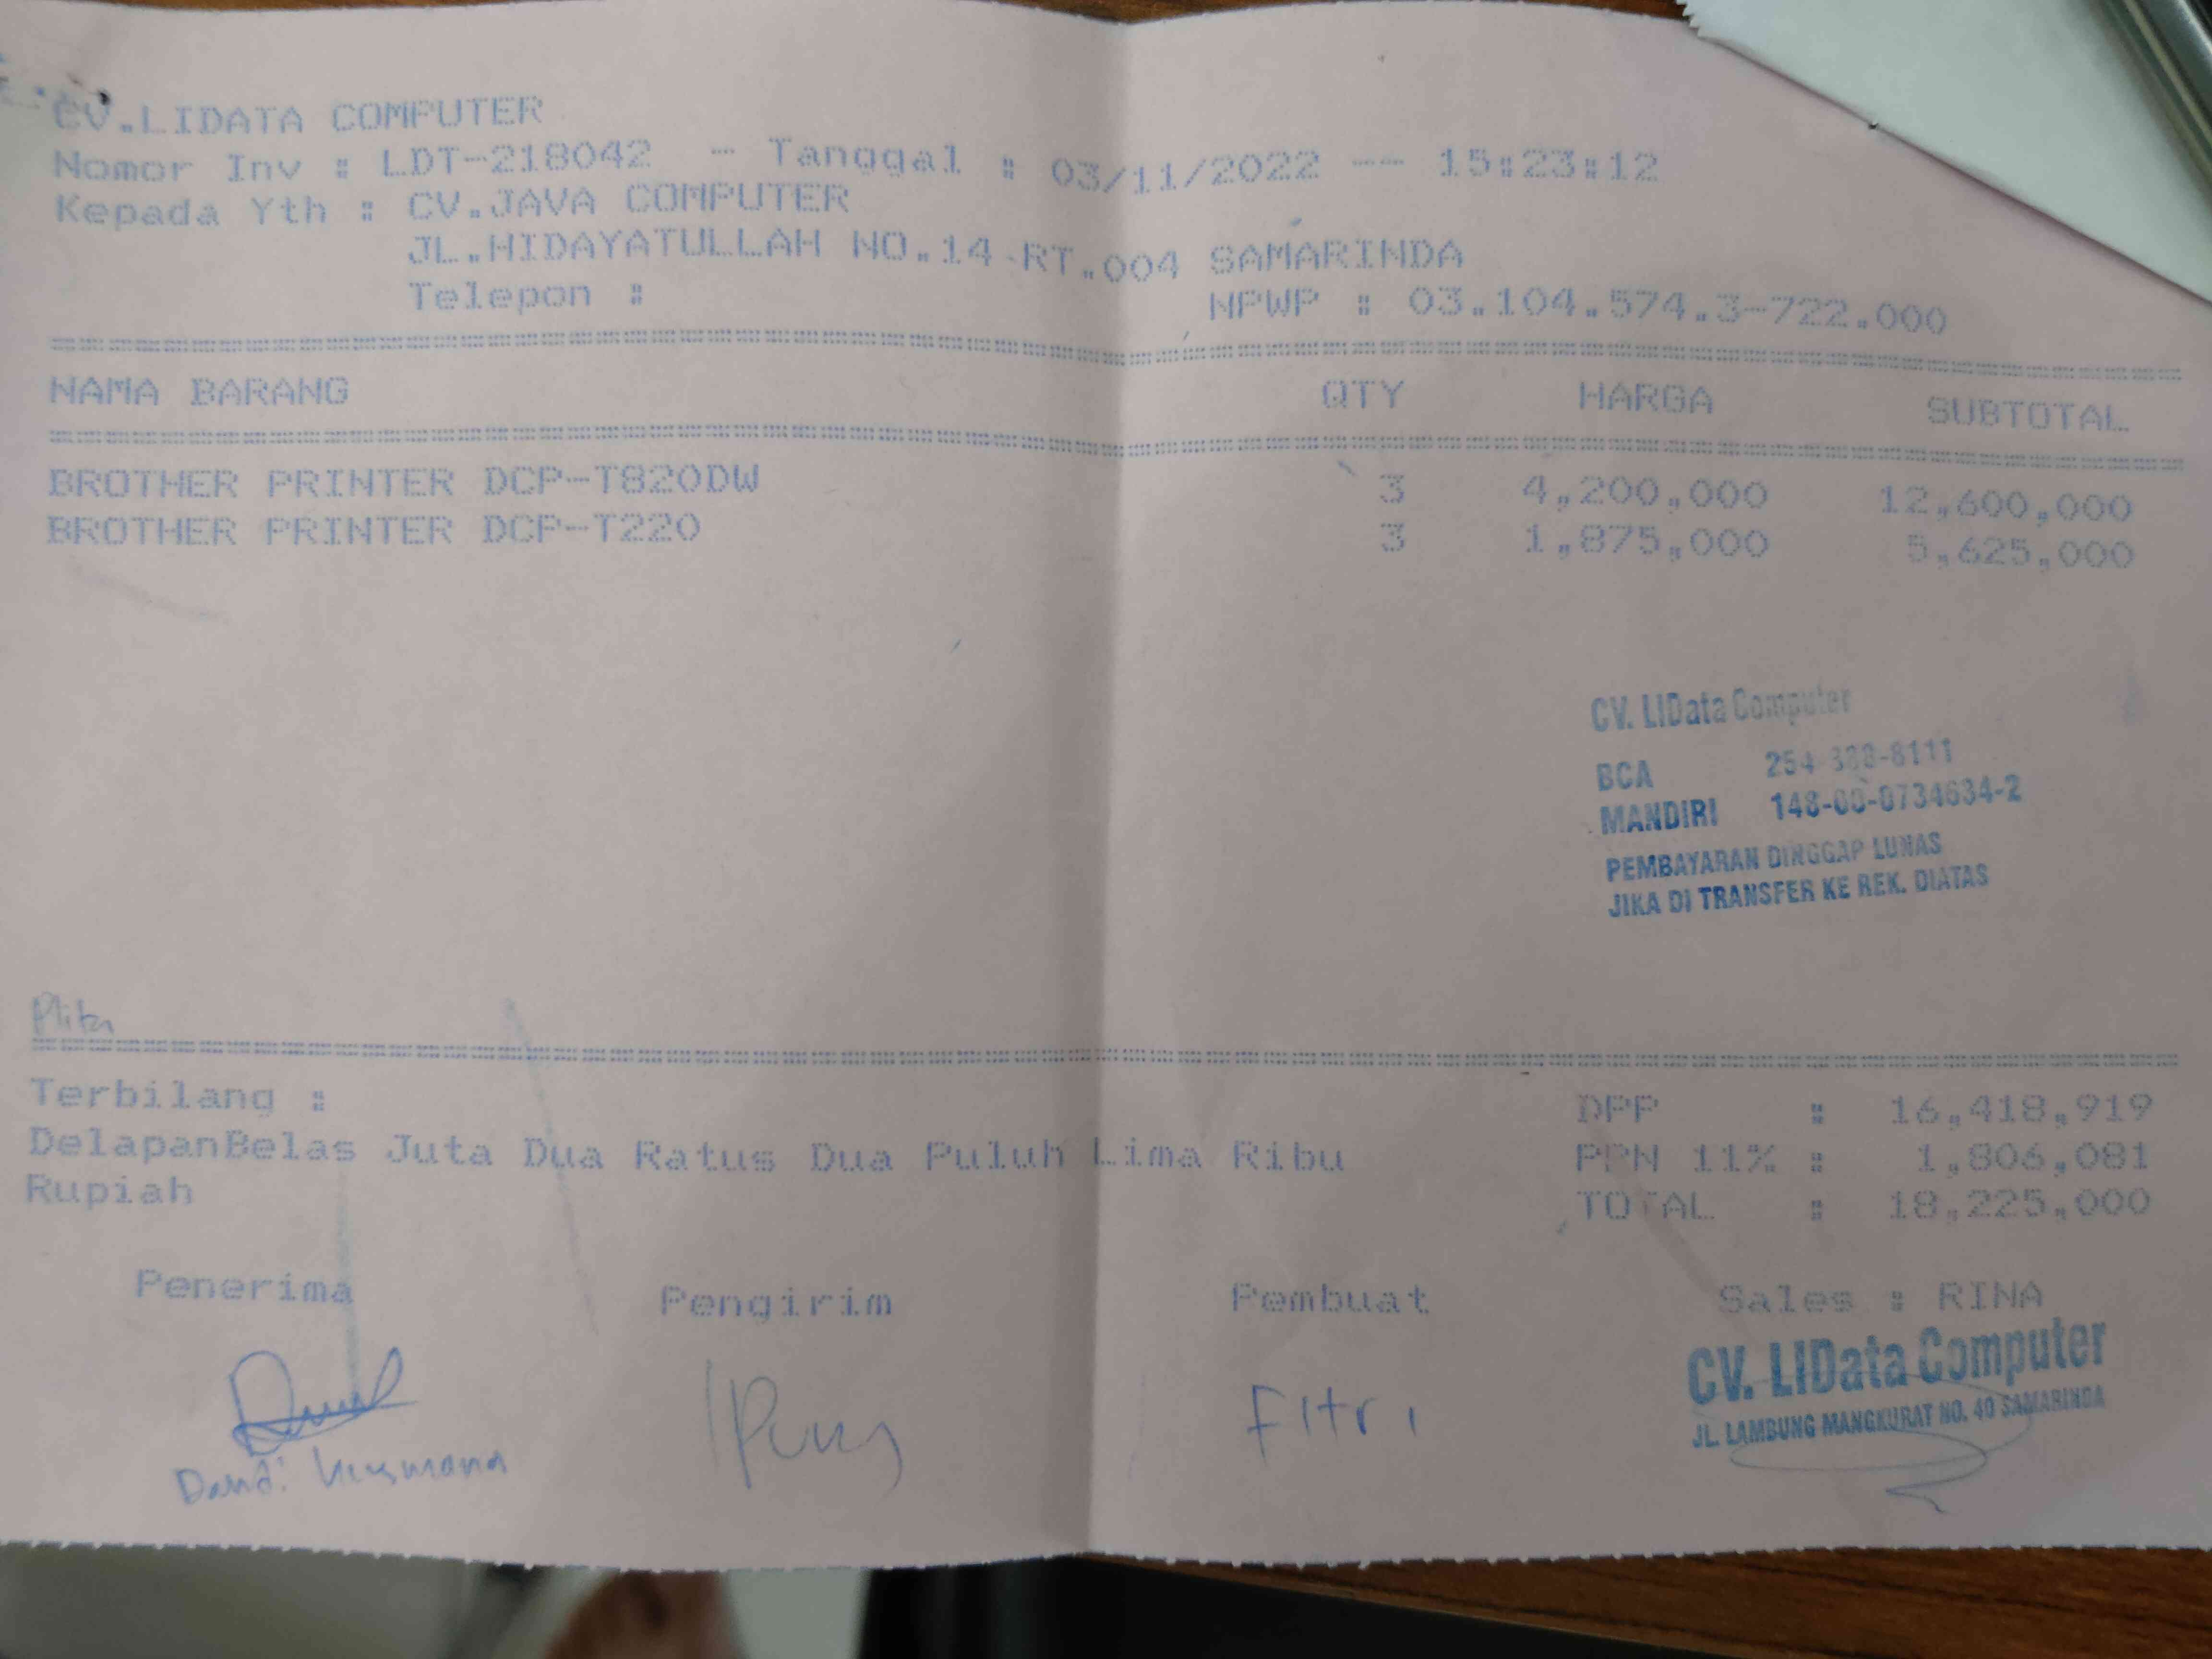 CV.LIDATA COMPUTER
Nomor Inv : LDT-218042 - Tanggal : 03/11/2022 -- 15:23:12
Kepada Yth : CV.JAVA COMPUTER
JL.HIDAYATULLAH NO.14 RT.004 SAMARINDA
Telepon : NPWP : 03.104.574.3-722.000
NAMA BARANG QTY HARGA SUBTOTAL
BROTHER PRINTER DCP-T820DW 3 4,200,000 12,600,000
BROTHER PRINTER DCP-T220 3 1,875,000 5,625,000
CV. LIData Computer
BCA 254 388-8111
MANDIRI 148-00-0734634-2
PEMBAYARAN DINGGAP LUNAS
JIKA DI TRANSFER KE REK. DIATAS
Terbilang :
DelapanBelas Juta Dua Ratus Dua Puluh Lima Ribu
Rupiah
DPP : 16,418,919
PPN 11% : 1,806,081
TOTAL : 18,225,000
Penerima Pengirim Pembuat Sales : RINA
Fitri
CV. LIData Computer
JL. LAMBUNG MANGKURAT NO. 40 SAMARINDA